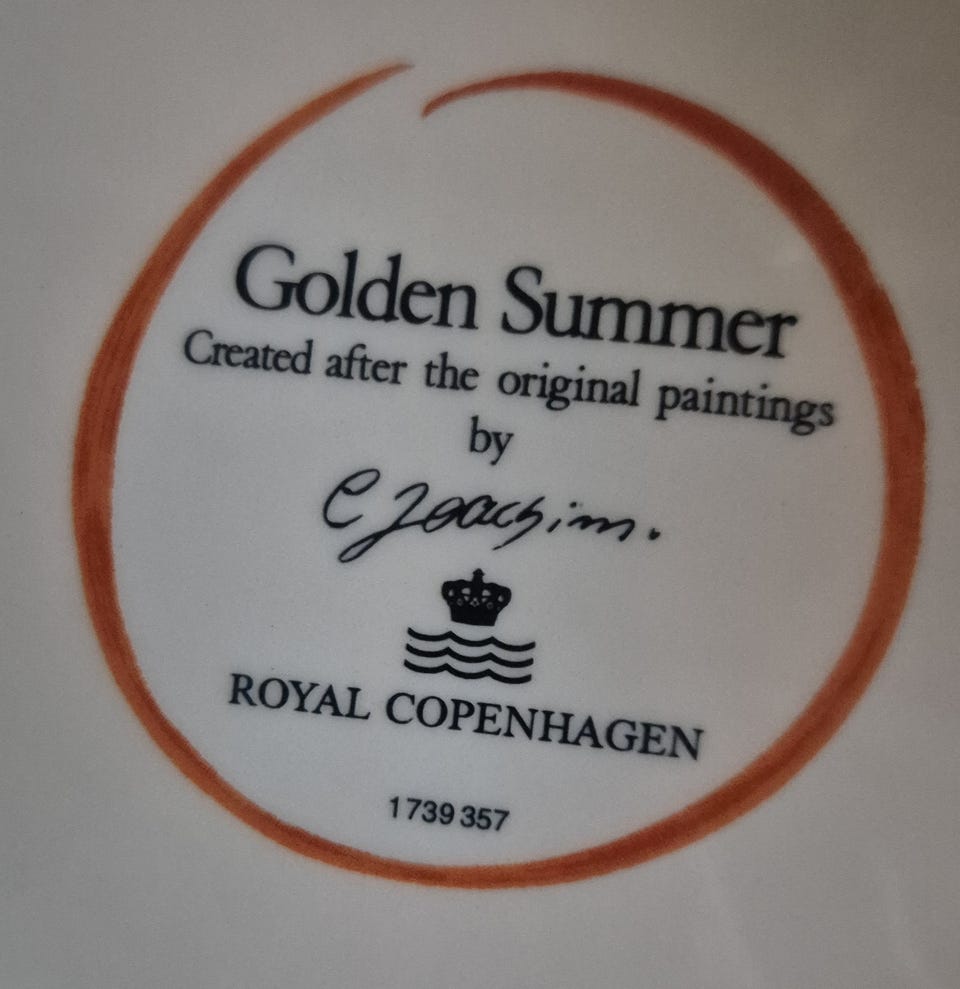 Golden Summer
Created after the original paintings
by
C Joachim.
ROYAL COPENHAGEN
1739 357